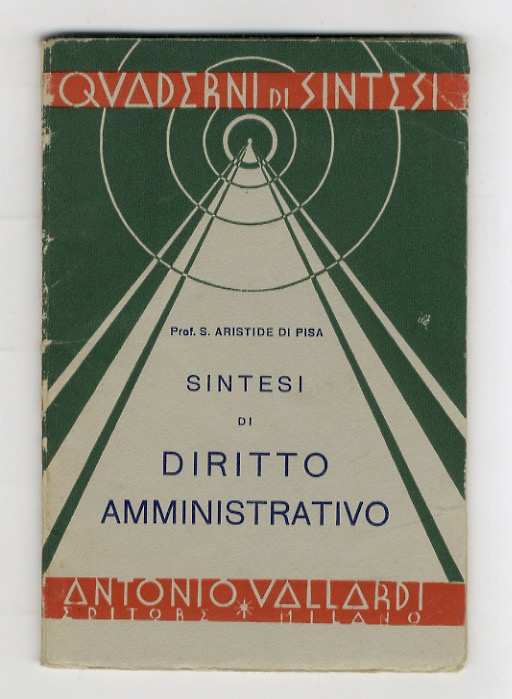 QVADERNI DI SINTESI
Prof. S. ARISTIDE DI PISA
SINTESI
DI
DIRITTO
AMMINISTRATIVO
ANTONIO VALLARDI
EDITORE * MILANO